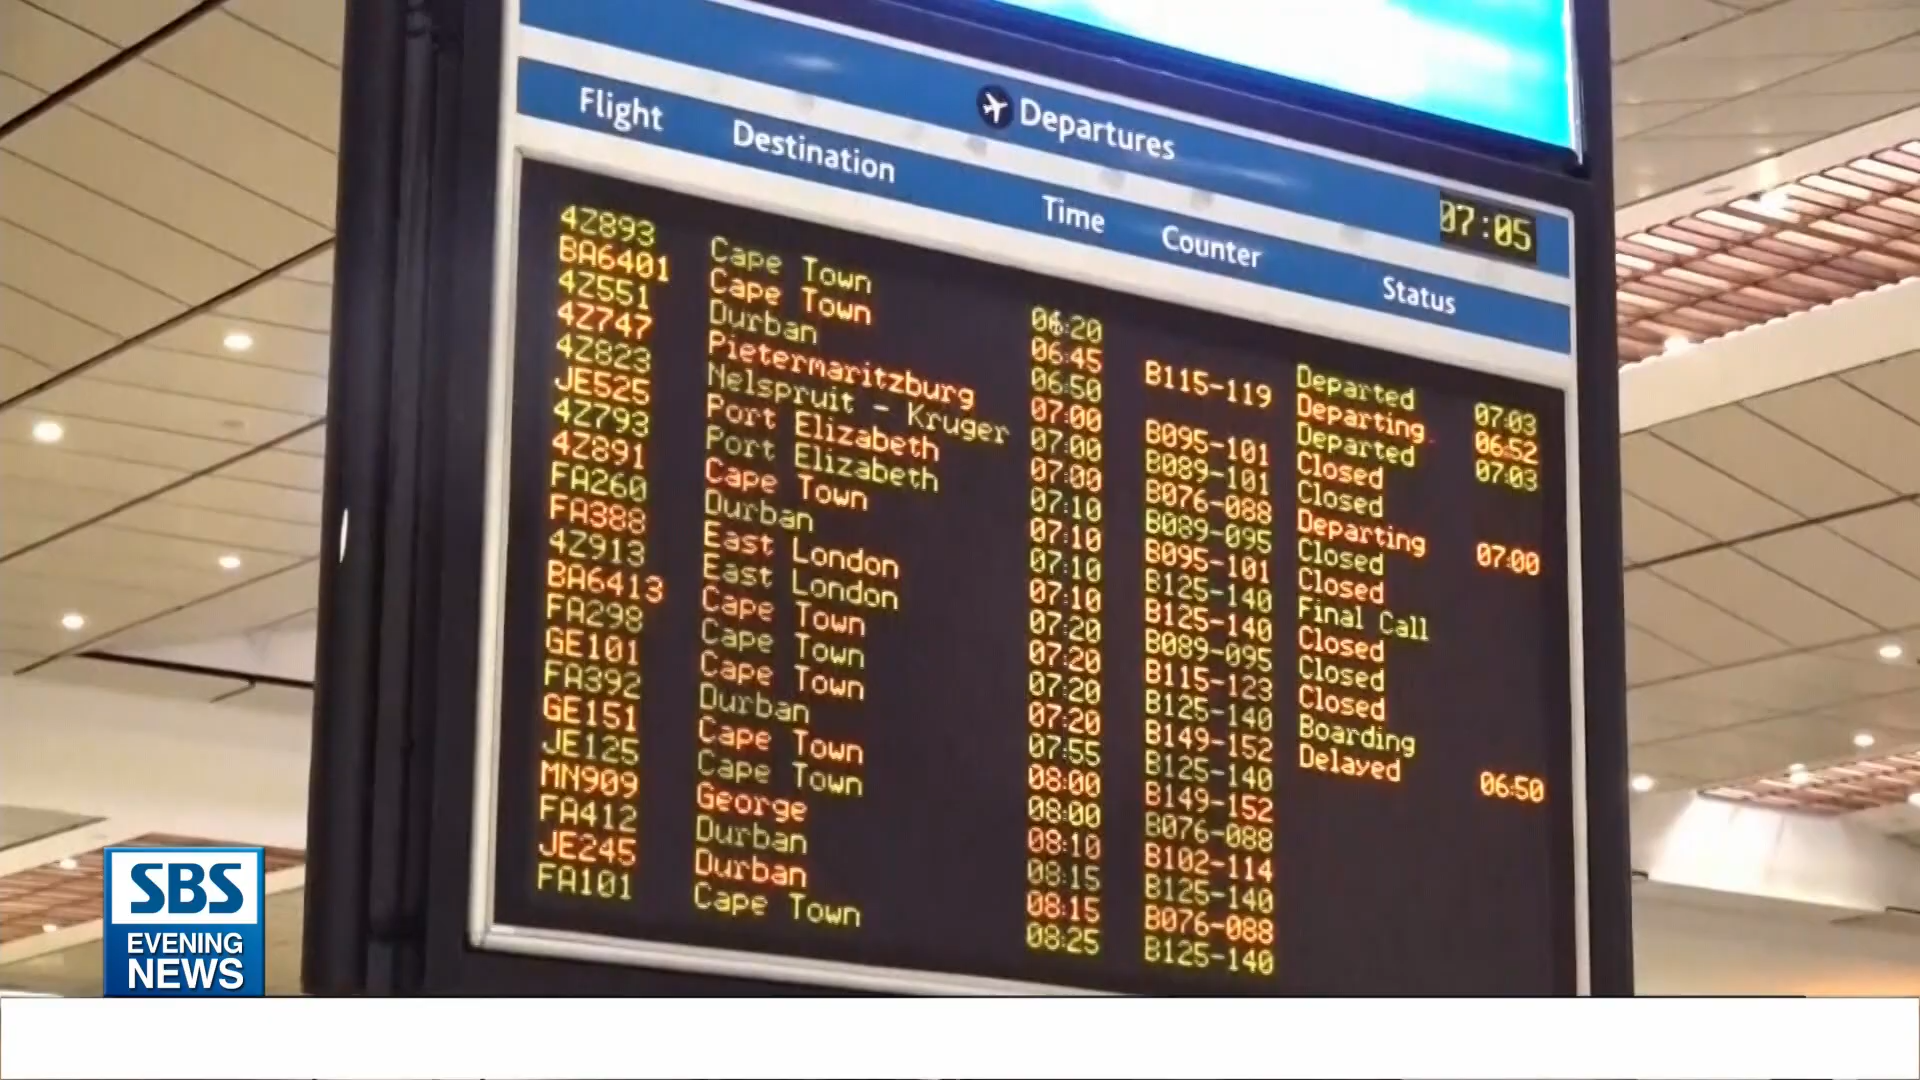 Departures 07:05
Flight Destination Time Counter Status
4Z893 Cape Town 06:20 Departed 07:03
BA6401 Cape Town 06:45 B115-119 Departing 06:52
4Z551 Durban 06:50 Departed 07:03
4Z747 Pietermaritzburg 07:00 B095-101 Closed
4Z823 Nelspruit - Kruger 07:00 B089-101 Closed
JE525 Port Elizabeth 07:00 B076-088 Departing 07:00
4Z793 Port Elizabeth 07:10 B089-095 Closed
4Z891 Cape Town 07:10 B095-101 Closed
FA260 Durban 07:10 B125-140 Final Call
FA388 East London 07:10 B125-140 Closed
4Z913 East London 07:20 B089-095 Closed
BA6413 Cape Town 07:20 B115-123 Closed
FA298 Cape Town 07:20 B125-140 Boarding
GE101 Cape Town 07:20 B149-152 Delayed 06:50
FA392 Durban 07:55 B125-140
GE151 Cape Town 08:00 B149-152
JE125 Cape Town 08:00 B076-088
MN909 George 08:10 B102-114
FA412 Durban 08:15 B125-140
JE245 Durban 08:15 B076-088
FA101 Cape Town 08:25 B125-140
SBS
EVENING
NEWS